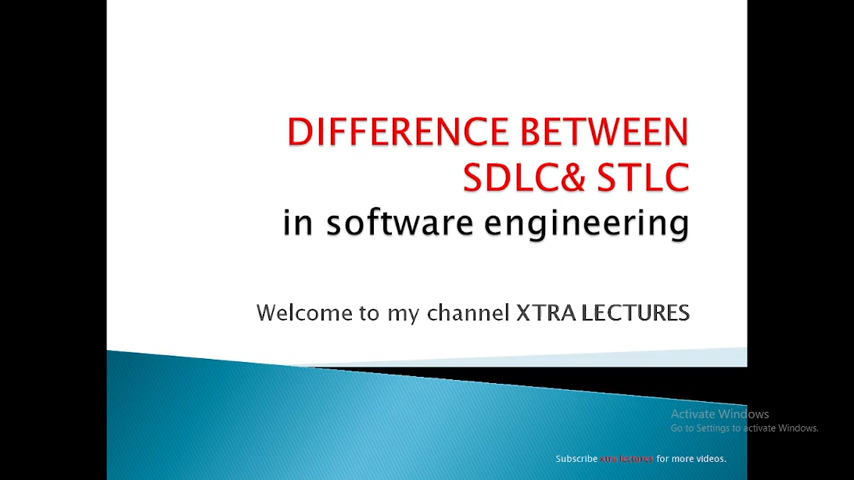 DIFFERENCE BETWEEN
SDLC& STLC
in software engineering
Welcome to my channel XTRA LECTURES
Activate Windows
Go to Settings to activate Windows.
Subscribe xtra lectures for more videos.